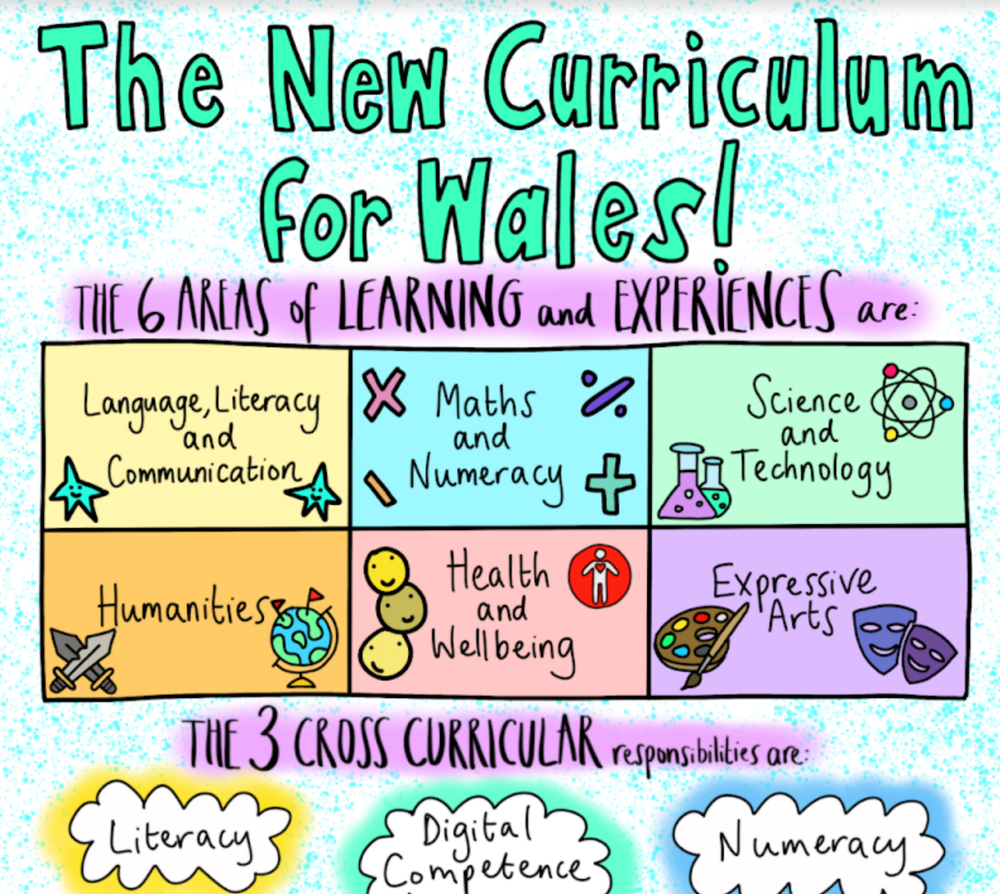 The New Curriculum
for Wales!
THE 6 AREAS of LEARNING and EXPERIENCES are:
Language, Literacy
and
Communication
Maths
and
Numeracy
Science
and
Technology
Humanities
Health
and
Wellbeing
Expressive
Arts
THE 3 CROSS CURRICULAR responsibilities are:
Literacy
Digital
Competence
Numeracy